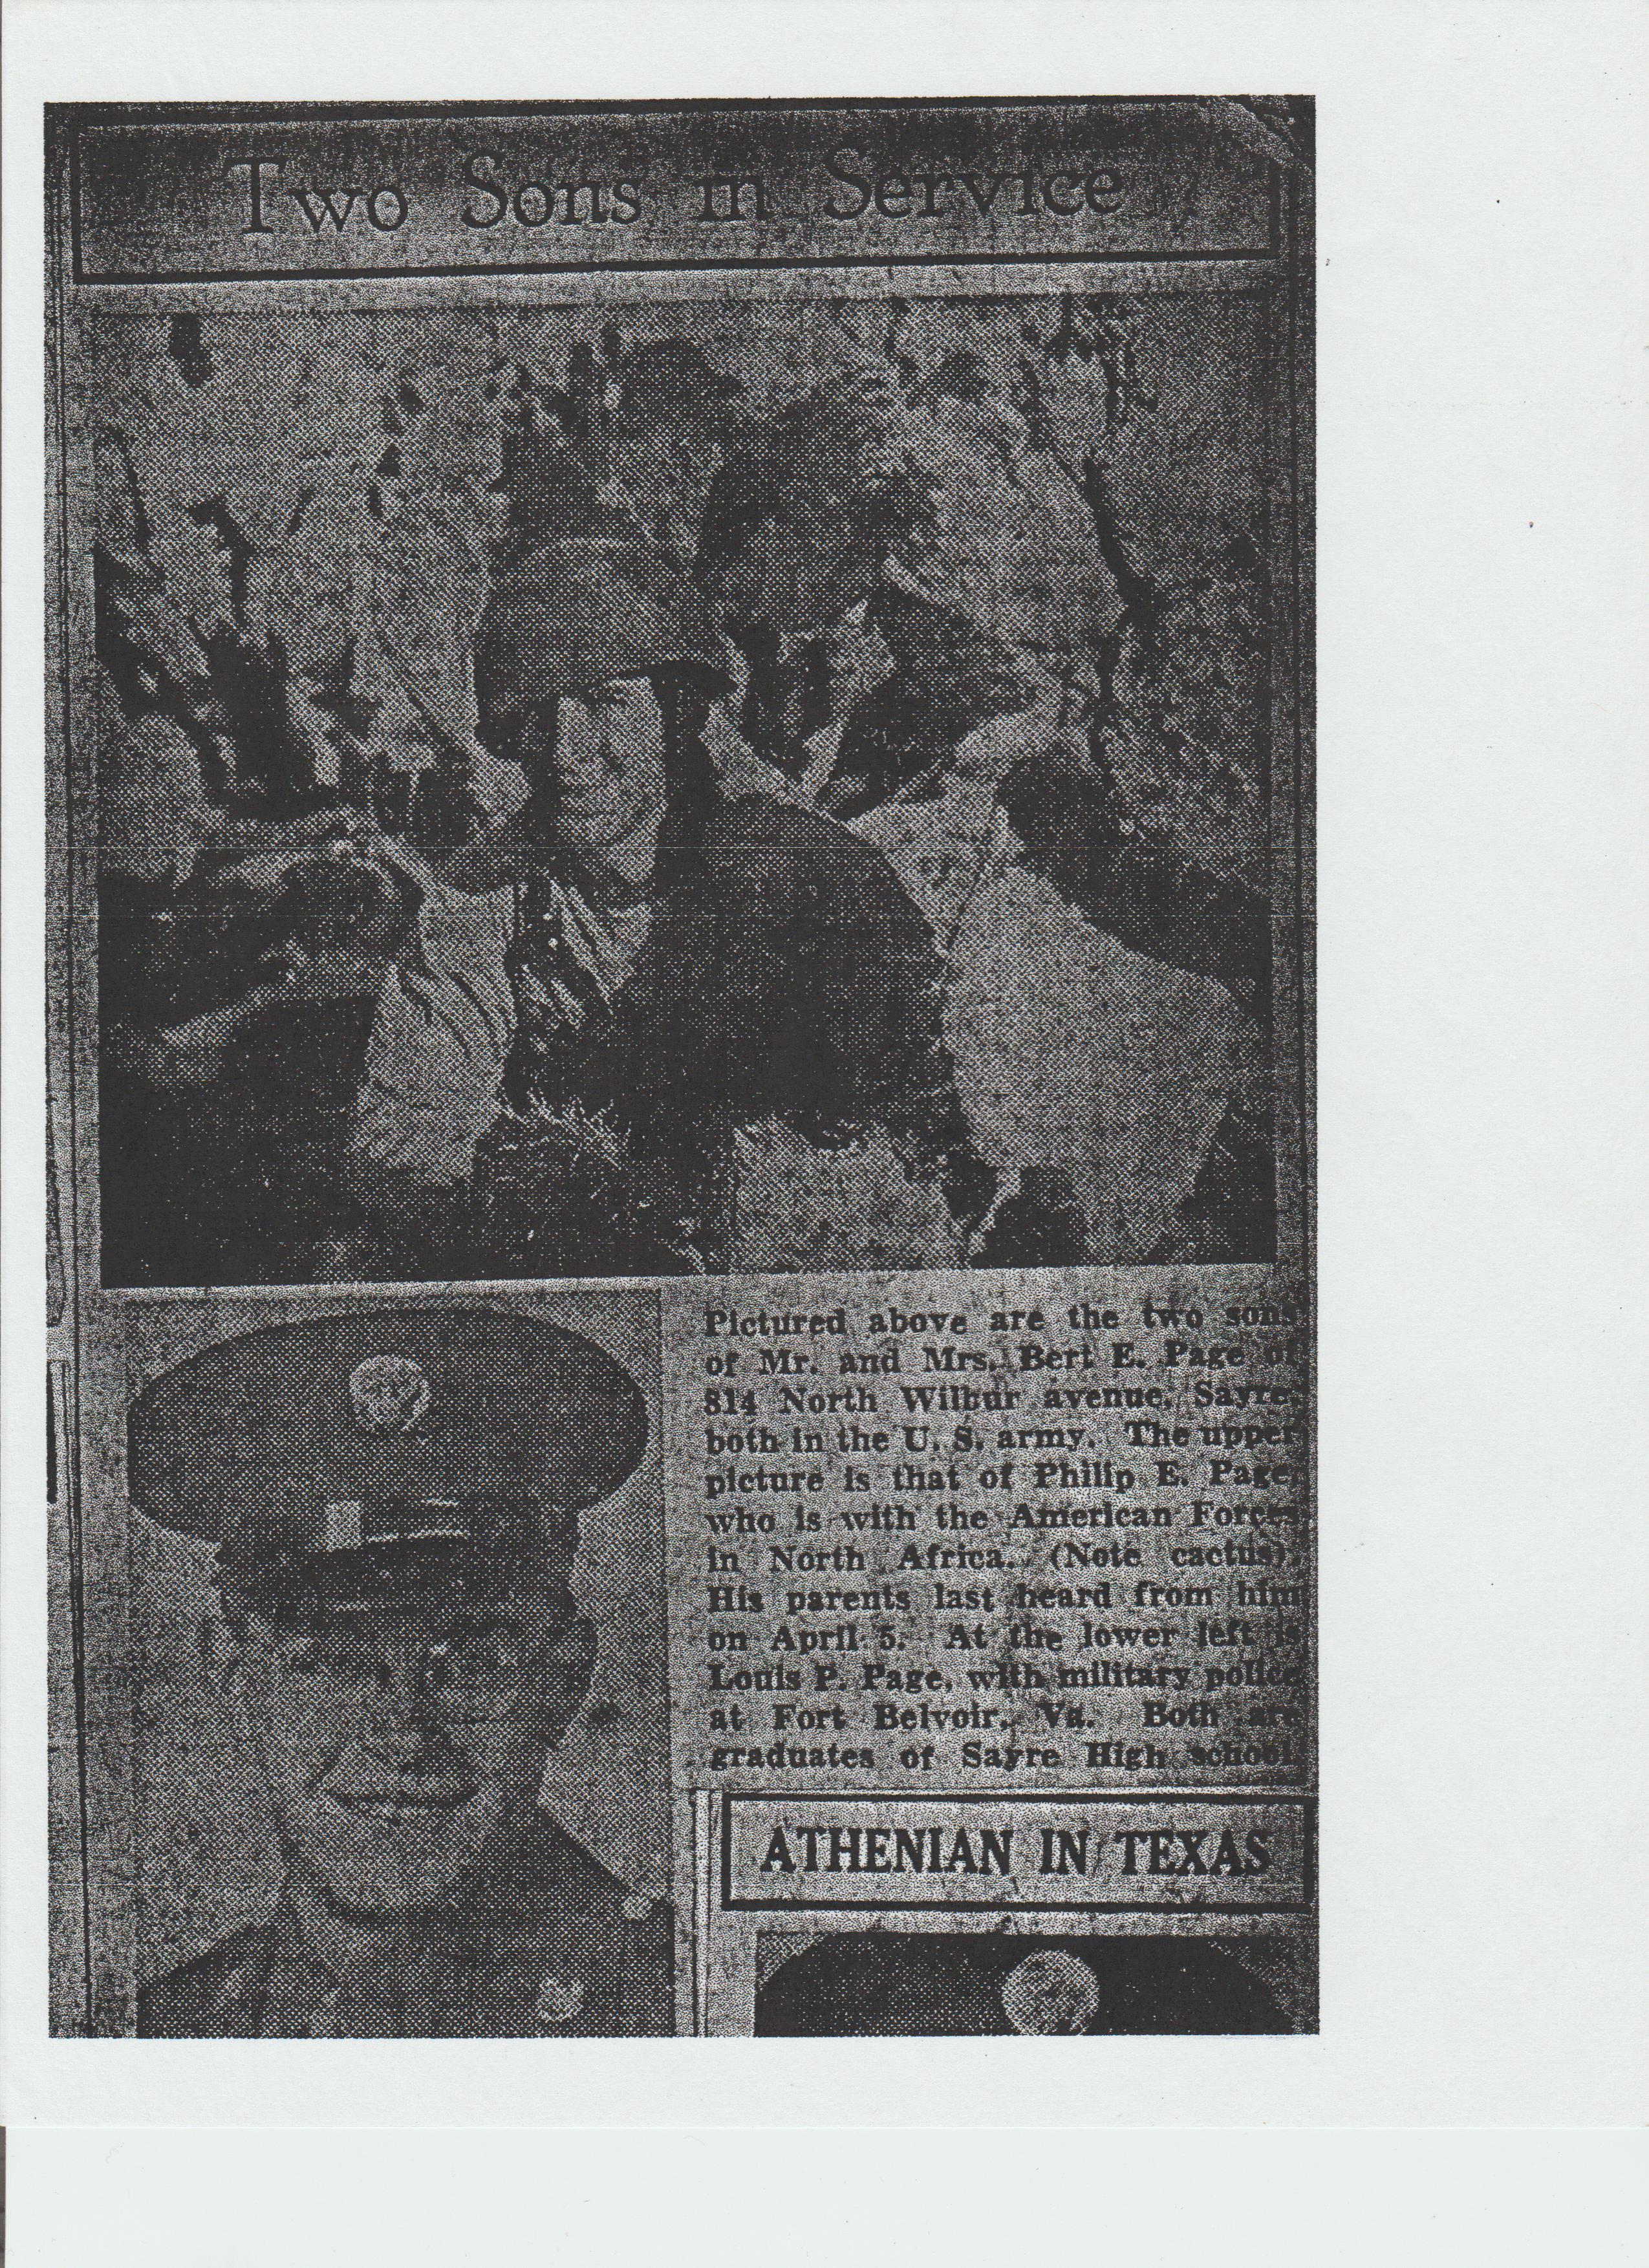 Two Sons in Service
Pictured above are the two sons
of Mr. and Mrs. Bert E. Page of
814 North Wilbur avenue, Sayre,
both in the U. S. army. The upper
picture is that of Philip E. Page,
who is with the American Forces
in North Africa. (Note cactus).
His parents last heard from him
on April 5. At the lower left is
Louis P. Page, with military police
at Fort Belvoir, Va. Both are
graduates of Sayre High school.
ATHENIAN IN TEXAS